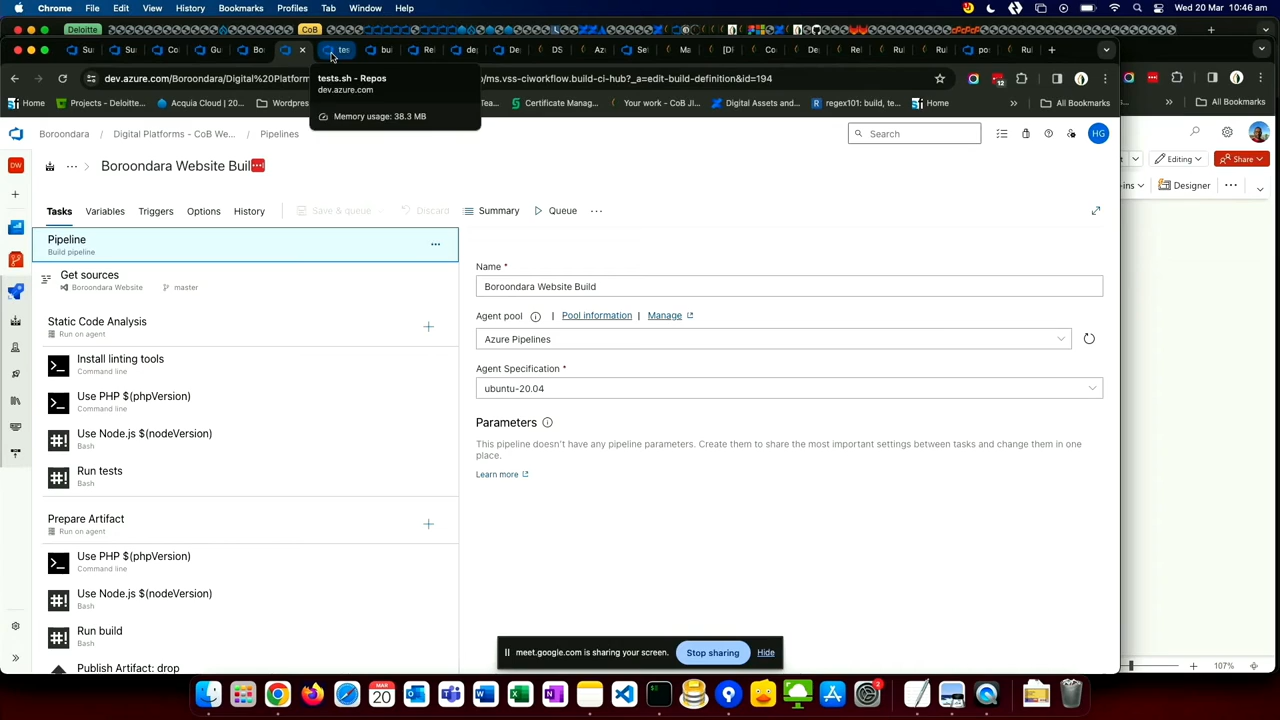 Chrome File Edit View History Bookmarks Profiles Tab Window Help
Wed 20 Mar 10:46 am
Deloitte
CoB
tes
tests.sh - Repos
dev.azure.com
Memory usage: 38.3 MB
dev.azure.com/Boroondara/Digital%20Platform
ms.vss-ciworkflow.build-ci-hub?_a=edit-build-definition&id=194
Home Projects - Deloitte... Acquia Cloud | 20... Wordpres Tea... Certificate Manag... Your work - CoB JI... Digital Assets and... regex101: build, te... Home
All Bookmarks
All Bookmarks
Boroondara / Digital Platforms - CoB We... / Pipelines
Search
HG
DW
Boroondara Website Buil
Editing
Share
Designer
Tasks Variables Triggers Options History
Save & queue Discard Summary Queue
Pipeline
Build pipeline
Get sources
Boroondara Website master
Static Code Analysis
Run on agent
Install linting tools
Command line
Use PHP $(phpVersion)
Command line
Use Node.js $(nodeVersion)
Bash
Run tests
Bash
Prepare Artifact
Run on agent
Use PHP $(phpVersion)
Command line
Use Node.js $(nodeVersion)
Bash
Run build
Bash
Publish Artifact: drop
Name *
Boroondara Website Build
Agent pool | Pool information | Manage
Azure Pipelines
Agent Specification *
ubuntu-20.04
Parameters
This pipeline doesn't have any pipeline parameters. Create them to share the most important settings between tasks and change them in one
place.
Learn more
meet.google.com is sharing your screen. Stop sharing Hide
107%
MAR
20
2